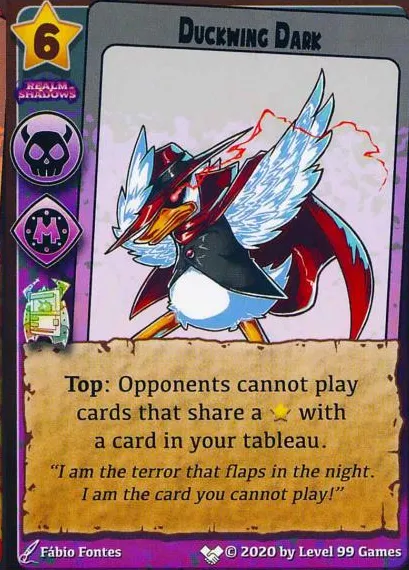 6
DUCKWING DARK
REALM OF
SHADOWS
M
Top: Opponents cannot play
cards that share a ⭐ with
a card in your tableau.
“I am the terror that flaps in the night.
I am the card you cannot play!”
Fábio Fontes
© 2020 by Level 99 Games